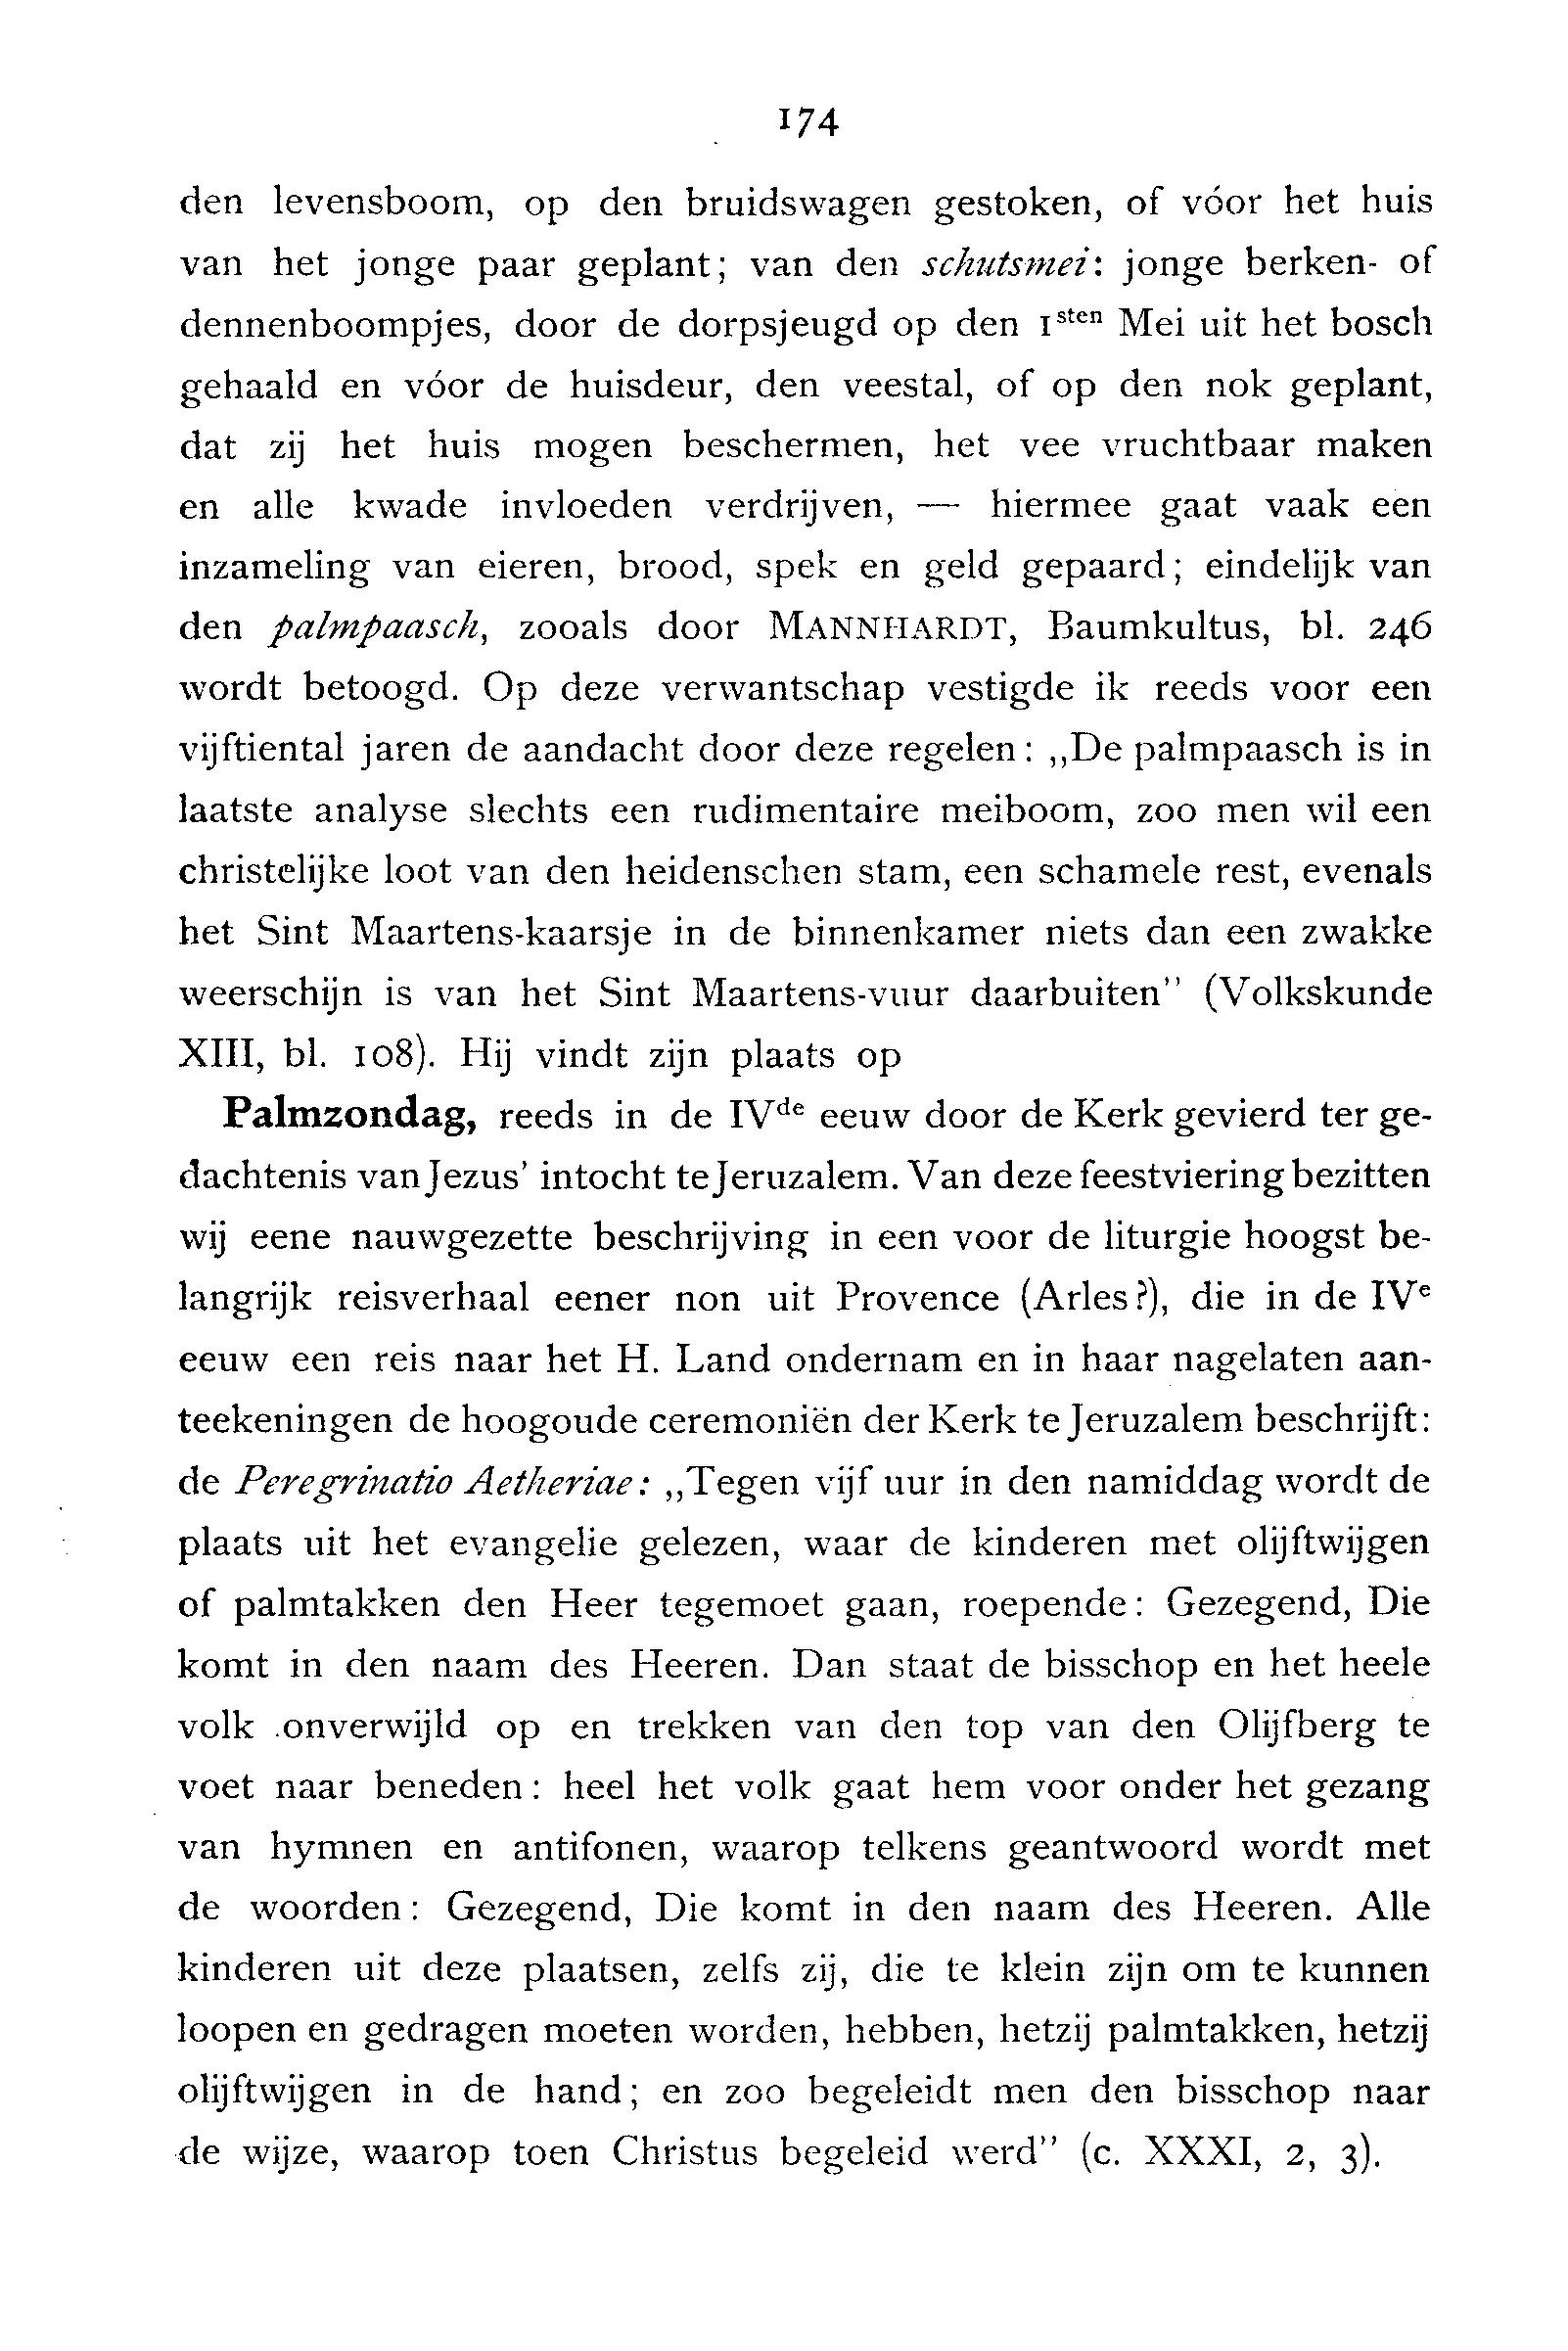 174
den levensboom, op den bruidswagen gestoken, of vóor het huis
van het jonge paar geplant; van den schutsmei: jonge berken- of
dennenboompjes, door de dorpsjeugd op den 1sten Mei uit het bosch
gehaald en vóor de huisdeur, den veestal, of op den nok geplant,
dat zij het huis mogen beschermen, het vee vruchtbaar maken
en alle kwade invloeden verdrijven, — hiermee gaat vaak een
inzameling van eieren, brood, spek en geld gepaard; eindelijk van
den palmpaasch, zooals door MANNHARDT, Baumkultus, bl. 246
wordt betoogd. Op deze verwantschap vestigde ik reeds voor een
vijftiental jaren de aandacht door deze regelen: „De palmpaasch is in
laatste analyse slechts een rudimentaire meiboom, zoo men wil een
christelijke loot van den heidenschen stam, een schamele rest, evenals
het Sint Maartens-kaarsje in de binnenkamer niets dan een zwakke
weerschijn is van het Sint Maartens-vuur daarbuiten” (Volkskunde
XIII, bl. 108). Hij vindt zijn plaats op
Palmzondag, reeds in de IVde eeuw door de Kerk gevierd ter ge-
dachtenis van Jezus’ intocht te Jeruzalem. Van deze feestviering bezitten
wij eene nauwgezette beschrijving in een voor de liturgie hoogst be-
langrijk reisverhaal eener non uit Provence (Arles?), die in de IVe
eeuw een reis naar het H. Land ondernam en in haar nagelaten aan-
teekeningen de hoogoude ceremoniën der Kerk te Jeruzalem beschrijft:
de Peregrinatio Aetheriae: „Tegen vijf uur in den namiddag wordt de
plaats uit het evangelie gelezen, waar de kinderen met olijftwijgen
of palmtakken den Heer tegemoet gaan, roepende: Gezegend, Die
komt in den naam des Heeren. Dan staat de bisschop en het heele
volk onverwijld op en trekken van den top van den Olijfberg te
voet naar beneden: heel het volk gaat hem voor onder het gezang
van hymnen en antifonen, waarop telkens geantwoord wordt met
de woorden: Gezegend, Die komt in den naam des Heeren. Alle
kinderen uit deze plaatsen, zelfs zij, die te klein zijn om te kunnen
loopen en gedragen moeten worden, hebben, hetzij palmtakken, hetzij
olijftwijgen in de hand; en zoo begeleidt men den bisschop naar
de wijze, waarop toen Christus begeleid werd” (c. XXXI, 2, 3).